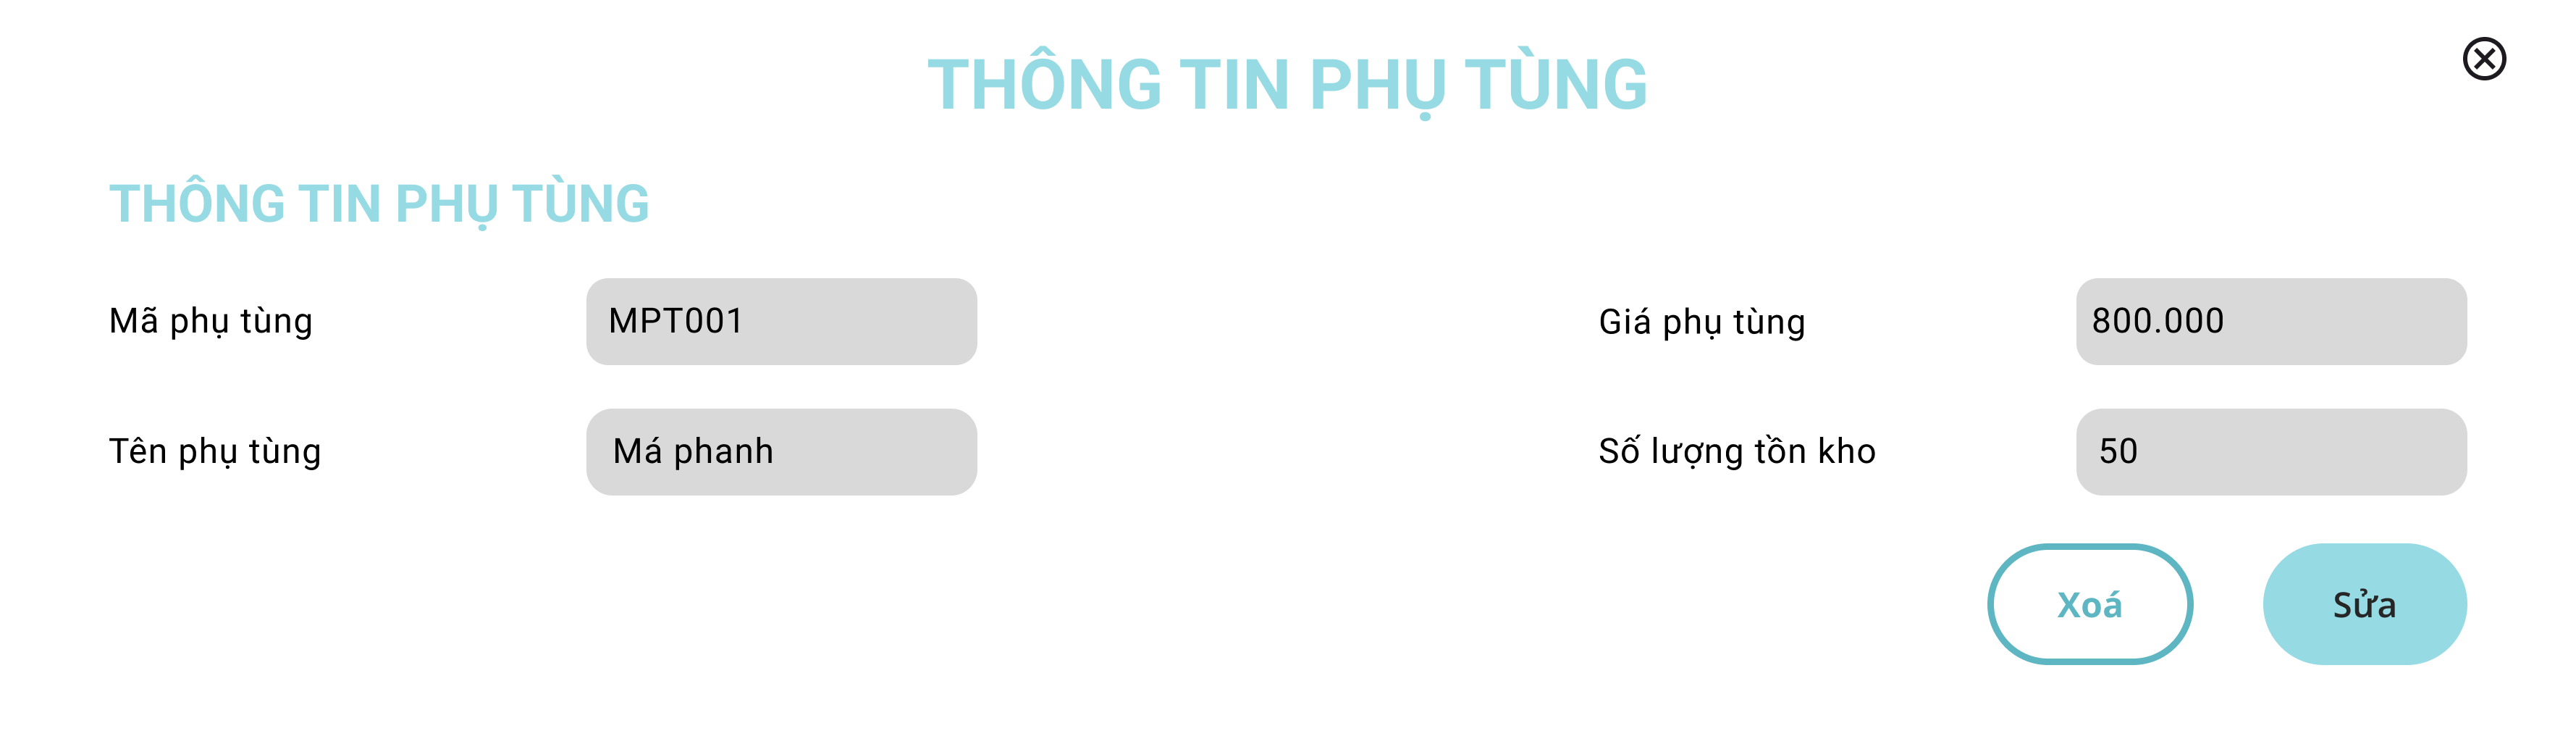 THÔNG TIN PHỤ TÙNG
THÔNG TIN PHỤ TÙNG
Mã phụ tùng MPT001 Giá phụ tùng 800.000
Tên phụ tùng Má phanh Số lượng tồn kho 50
Xoá Sửa